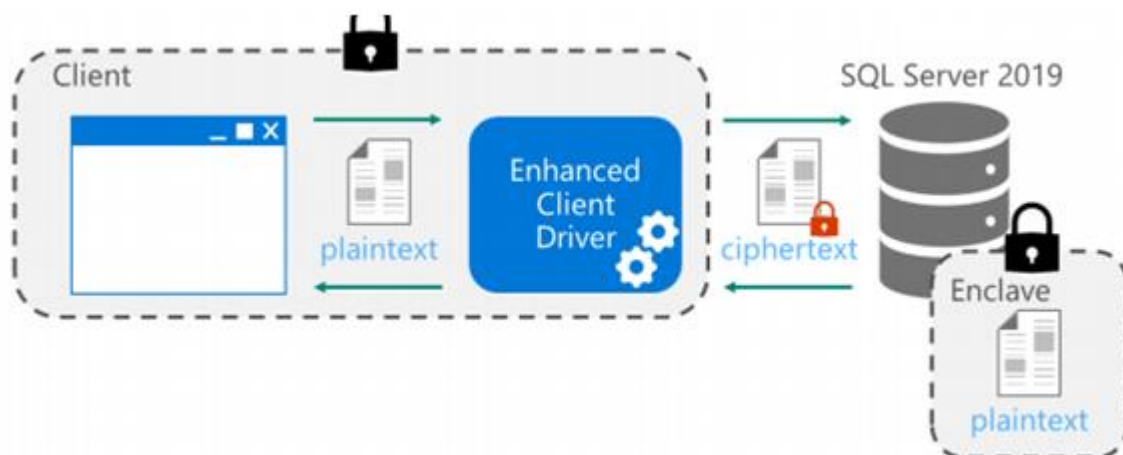 Client
SQL Server 2019
Enhanced
Client
Driver
plaintext
ciphertext
Enclave
plaintext